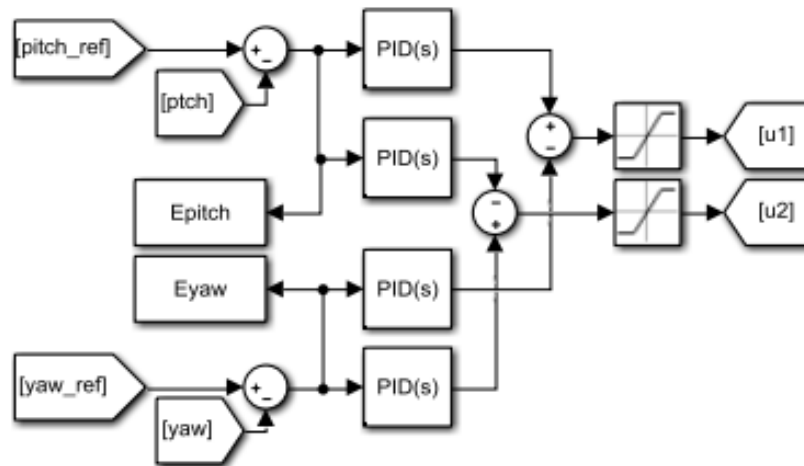 [pitch_ref]
PID(s)
[ptch]
[u1]
PID(s)
Epitch
[u2]
Eyaw
PID(s)
[yaw_ref]
PID(s)
[yaw]